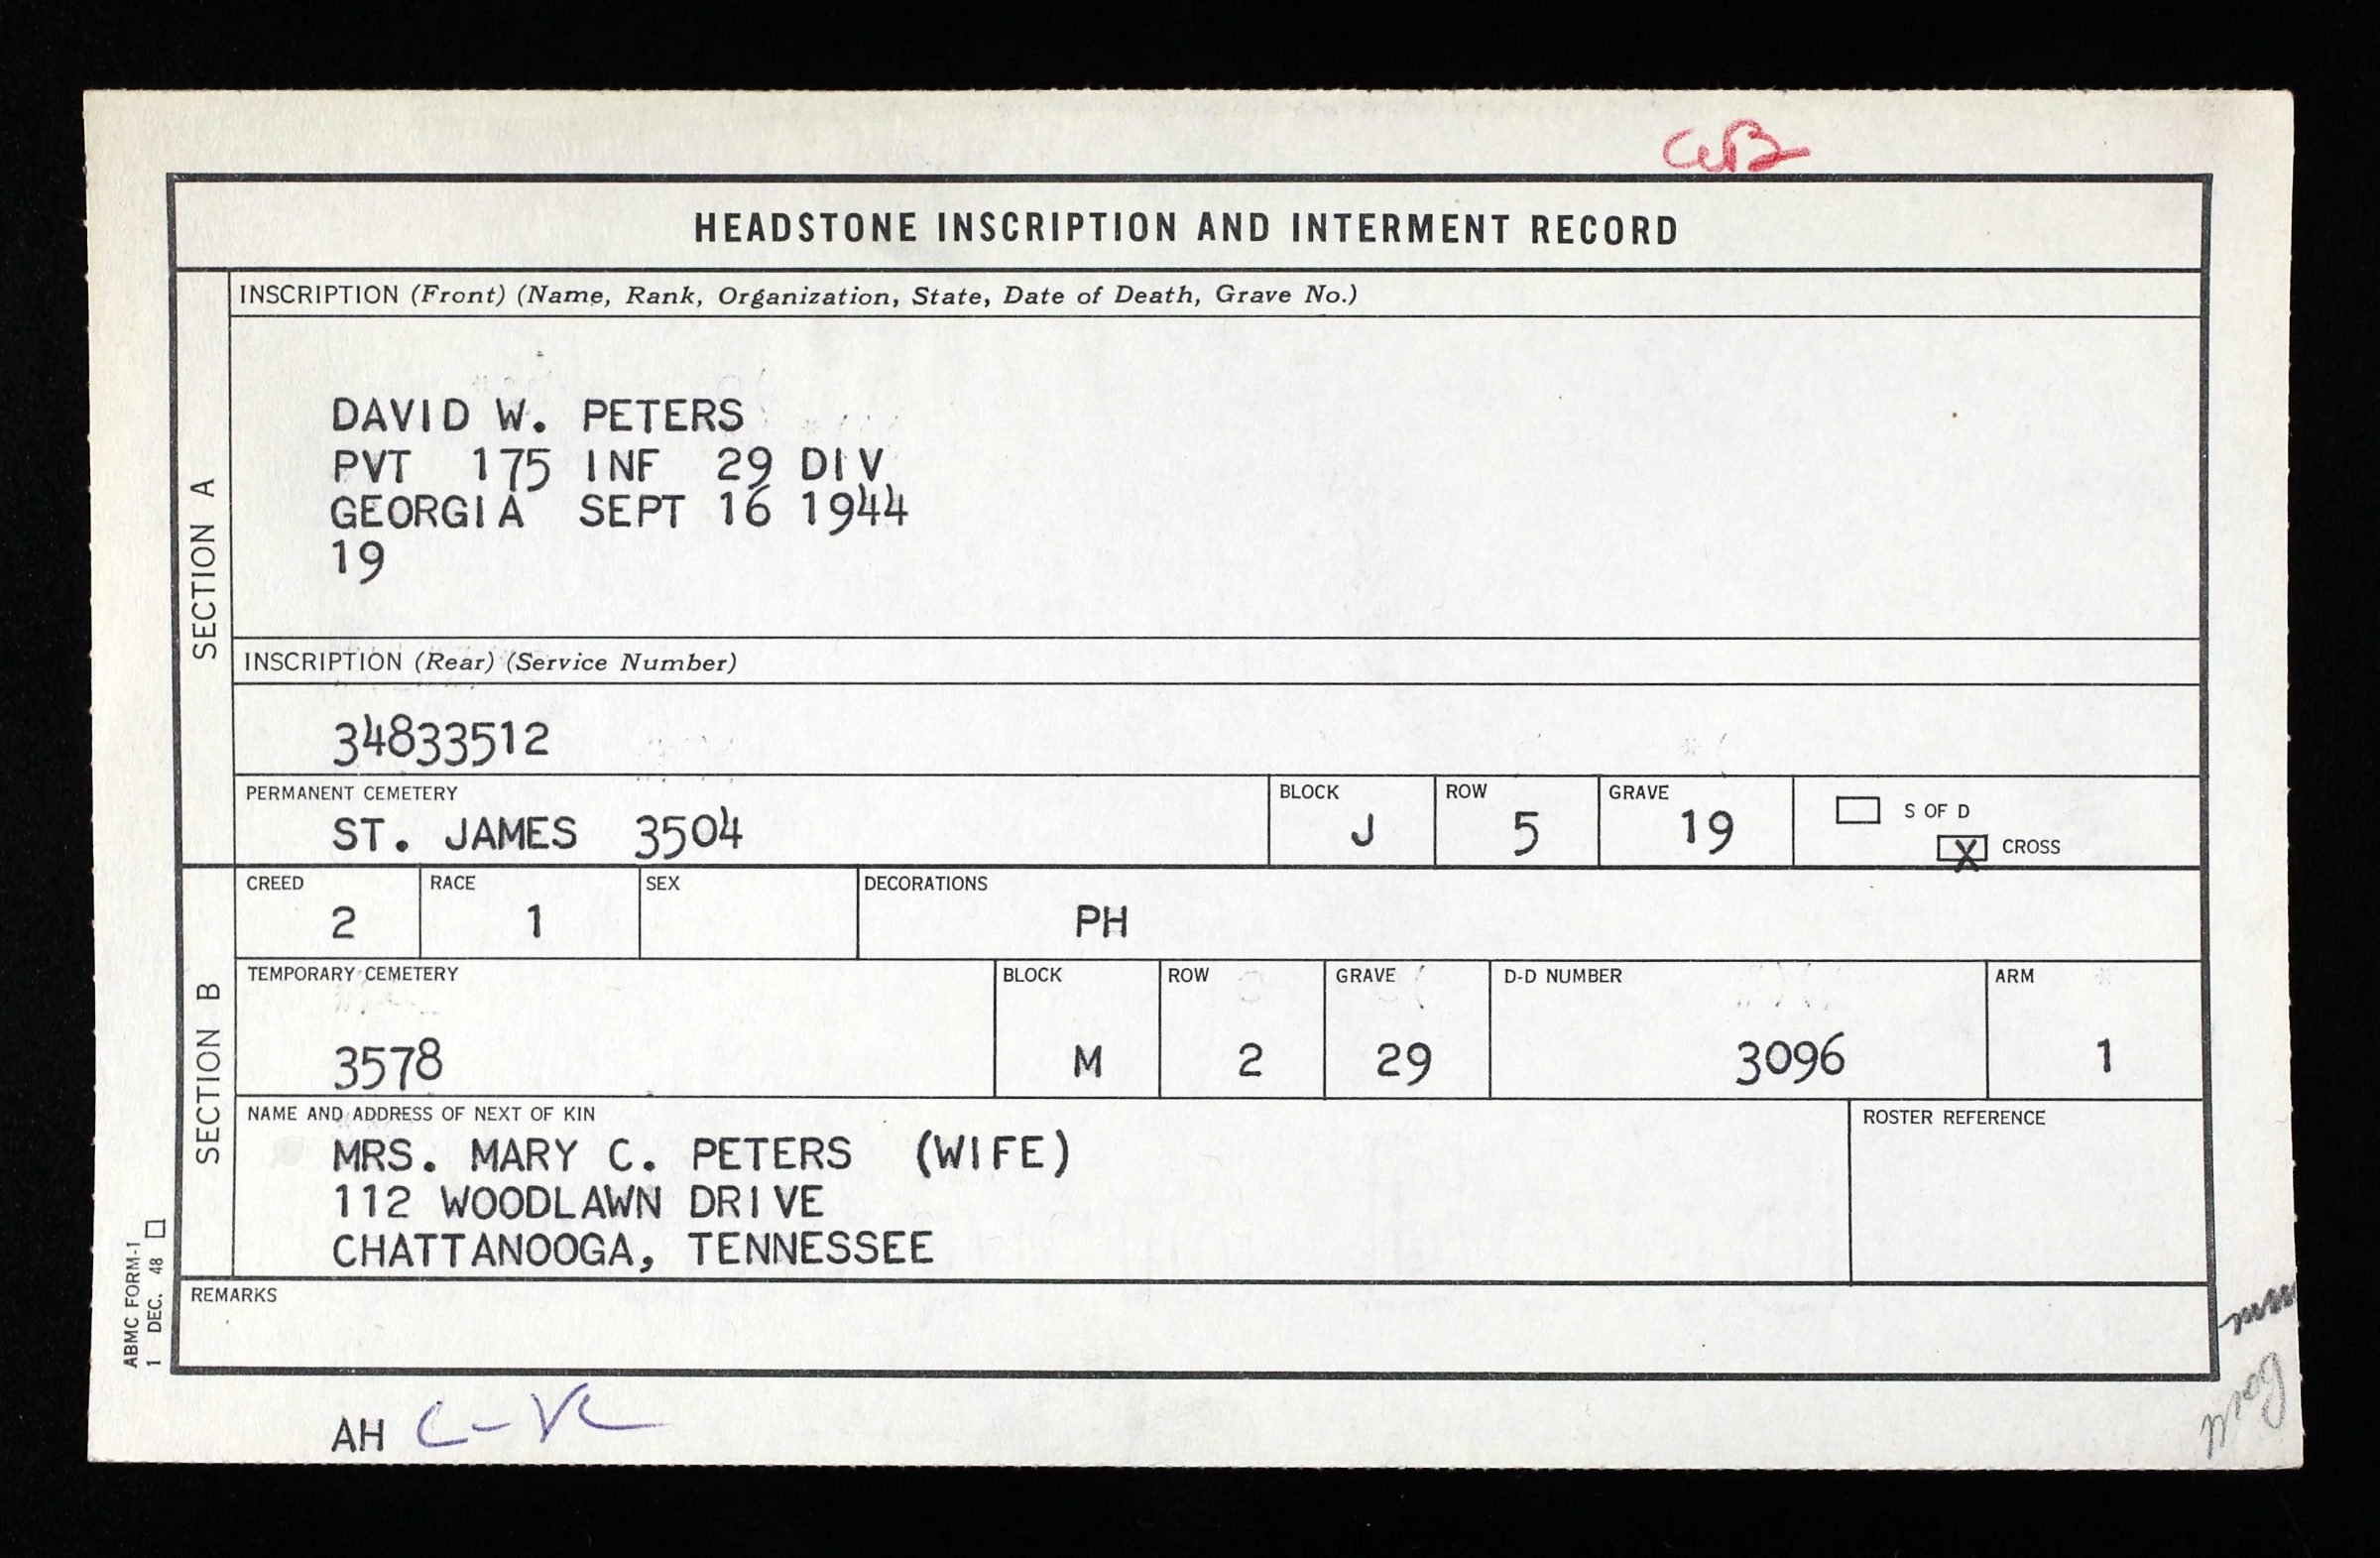 HEADSTONE INSCRIPTION AND INTERMENT RECORD
SECTION A
INSCRIPTION (Front) (Name, Rank, Organization, State, Date of Death, Grave No.)
DAVID W. PETERS
PVT 175 INF 29 DIV
GEORGIA SEPT 16 1944
19
INSCRIPTION (Rear) (Service Number)
34833512
PERMANENT CEMETERY BLOCK ROW GRAVE S OF D
ST. JAMES 3504 J 5 19 X CROSS
SECTION B
CREED RACE SEX DECORATIONS
2 1 PH
TEMPORARY CEMETERY BLOCK ROW GRAVE D-D NUMBER ARM
3578 M 2 29 3096 1
NAME AND ADDRESS OF NEXT OF KIN ROSTER REFERENCE
MRS. MARY C. PETERS (WIFE)
112 WOODLAWN DRIVE
CHATTANOOGA, TENNESSEE
REMARKS
ABMC FORM-1
1 DEC. 48
AH